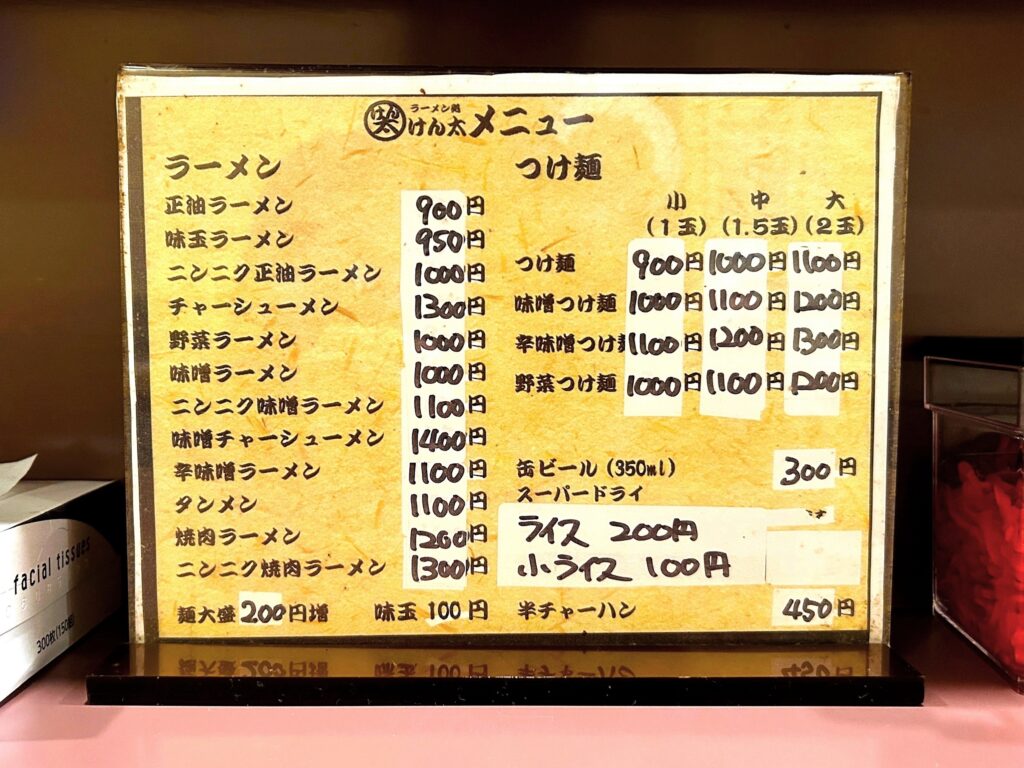 けん太
ラーメン処
けん太メニュー
ラーメン
正油ラーメン 900円
味玉ラーメン 950円
ニンニク正油ラーメン 1000円
チャーシューメン 1300円
野菜ラーメン 1000円
味噌ラーメン 1000円
ニンニク味噌ラーメン 1100円
味噌チャーシューメン 1400円
辛味噌ラーメン 1100円
タンメン 1100円
焼肉ラーメン 1200円
ニンニク焼肉ラーメン 1300円
麺大盛 200円増 味玉 100円
つけ麺
小 中 大
(1玉) (1.5玉) (2玉)
つけ麺 900円 1000円 1100円
味噌つけ麺 1000円 1100円 1200円
辛味噌つけ 1100円 1200円 1300円
野菜つけ麺 1000円 1100円 1200円
缶ビール (350ml) 300円
スーパードライ
ライス 200円
小ライス 100円
半チャーハン 450円
facial tissues
300枚(150組)